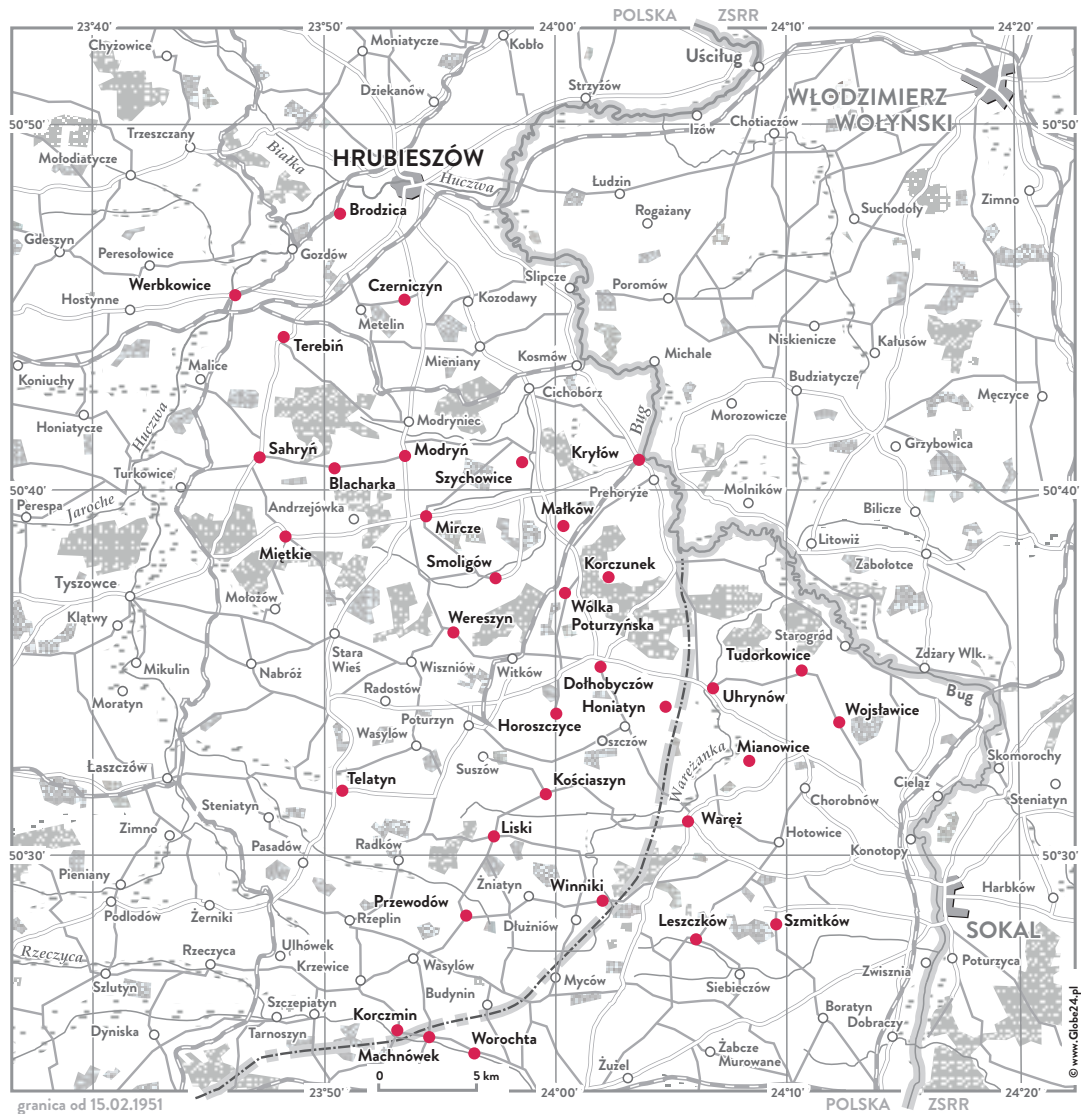 POLSKA ZSRR
23°40' 23°50' 24°00' 24°10' 24°20'
Chyżowice
Moniatycze
Kobło
Uściług
Dziekanów
Strzyżów
WŁODZIMIERZ
WOŁYŃSKI
50°50' 50°50'
Trzeszczany
Iżów
Chotiaczów
Mołodiatycze
Białka
HRUBIESZÓW
Huczwa
Ludzin
Zimno
Brodzica
Rogażany
Suchodoły
Gdeszyn
Peresołowice
Gozdów
Werbkowice
Czerniczyn
Slipcze
Poromów
Hostynne
Kozodawy
Metelin
Terebiń
Niskienicze
Kałusów
Mieniany
Kosmów
Michale
Koniuchy
Malice
Budziatycze
Cichobórz
Męczyce
Honiatycze
Huczwa
Modryniec
Bug
Morozowicze
Sahryń
Modryń
Kryłów
Grzybowica
Blacharka
Szychowice
Turkowice
50°40' 50°40'
Prehoryże
Mołników
Perespa
Jaroche
Andrzejówka
Mircze
Małków
Bilicze
Miętkie
Litowiż
Smoligów
Korczunek
Zabołotce
Tyszowce
Mołożów
Wólka
Poturzyńska
Klątwy
Wereszyn
Stara
Wieś
Starogród
Tudorkowice
Mikulin
Nabróż
Wiszniów
Witków
Zdżary Wlk.
Dołhobyczów
Moratyn
Radostów
Uhrynów
Bug
Honiatyn
Wojsławice
Horoszczyce
Poturzyn
Wasylów
Oszczów
Warężanka
Mianowice
Łaszczów
Suszów
Skomorochy
Telatyn
Kościaszyn
Cieląż
Steniatyn
Chorobnów
Steniatyn
Zimno
Liski
Waręż
Pasadów
Radków
Hotowice
Konotopy
50°30' 50°30'
Pieniany
Żniatyn
Winniki
Harbków
Podlodów
Żerniki
Przewodów
Rzeplin
Dłużniów
Leszczków
Szmitków
SOKAL
Rzeczyca
Rzeczyca
Ulhówek
Wasylów
Krzewice
Zwisznia
Poturzyca
Szlutyn
Myców
Siebieczów
Budynin
Szczepiatyn
Korczmin
Boratyn
Dyniska
Tarnoszyn
Dobraczy
Worochta
Machnówek
Żabcze
Murowane
Żużel
0 5 km
© www.Globe24.pl
23°50' 24°00' 24°10' 24°20'
granica od 15.02.1951
POLSKA ZSRR